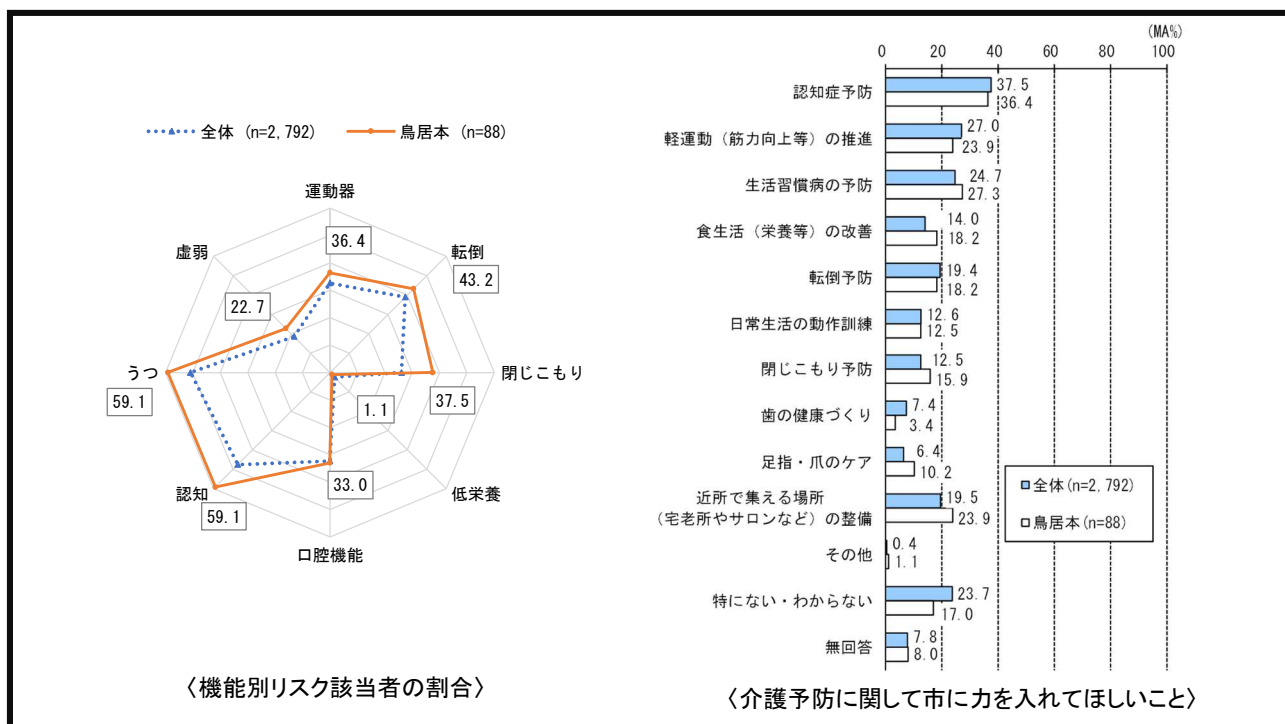 全体 (n=2,792)
鳥居本 (n=88)
運動器
36.4
転倒
43.2
閉じこもり
37.5
低栄養
1.1
口腔機能
33.0
認知
59.1
うつ
59.1
虚弱
22.7
〈機能別リスク該当者の割合〉
(MA%)
0 20 40 60 80 100
認知症予防 37.5
36.4
軽運動（筋力向上等）の推進 27.0
23.9
生活習慣病の予防 24.7
27.3
食生活（栄養等）の改善 14.0
18.2
転倒予防 19.4
18.2
日常生活の動作訓練 12.6
12.5
閉じこもり予防 12.5
15.9
歯の健康づくり 7.4
3.4
足指・爪のケア 6.4
10.2
近所で集える場所
（宅老所やサロンなど）の整備 19.5
23.9
その他 0.4
1.1
特にない・わからない 23.7
17.0
無回答 7.8
8.0
全体(n=2,792)
鳥居本(n=88)
〈介護予防に関して市に力を入れてほしいこと〉